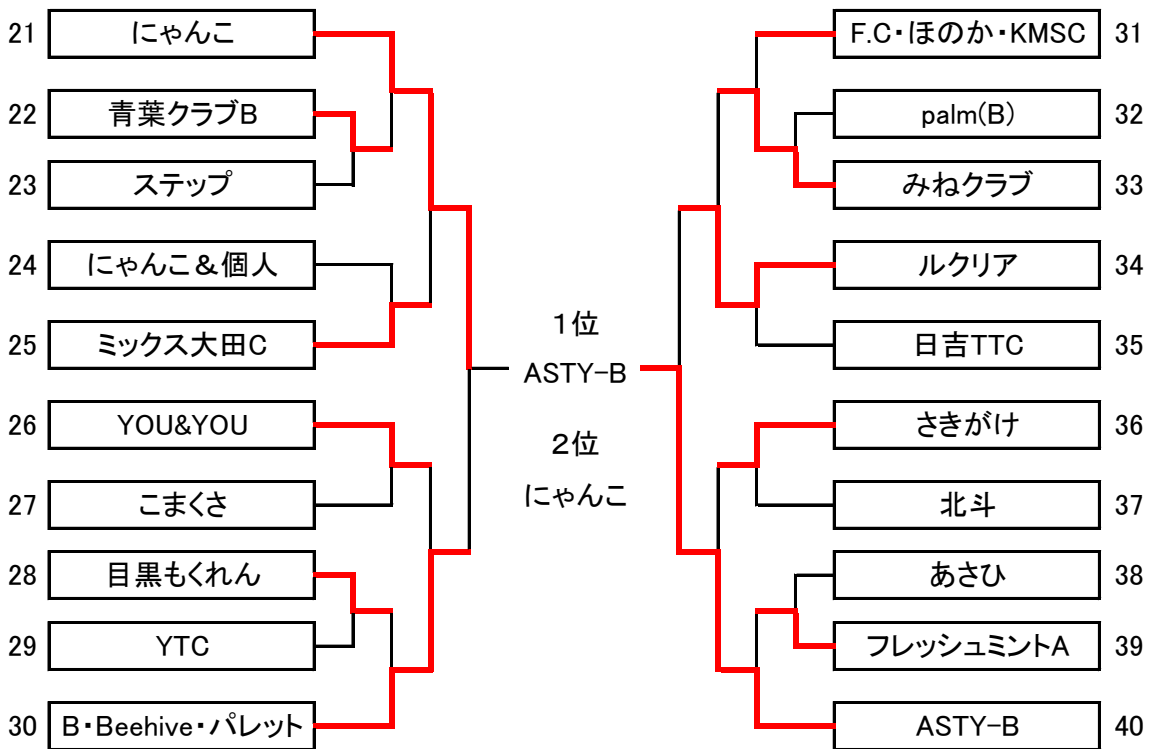 21 にゃんこ
22 青葉クラブB
23 ステップ
24 にゃんこ＆個人
25 ミックス大田C
26 YOU&YOU
27 こまくさ
28 目黒もくれん
29 YTC
30 B・Beehive・パレット
１位
ASTY-B
２位
にゃんこ
F.C・ほのか・KMSC 31
palm(B) 32
みねクラブ 33
ルクリア 34
日吉TTC 35
さきがけ 36
北斗 37
あさひ 38
フレッシュミントA 39
ASTY-B 40